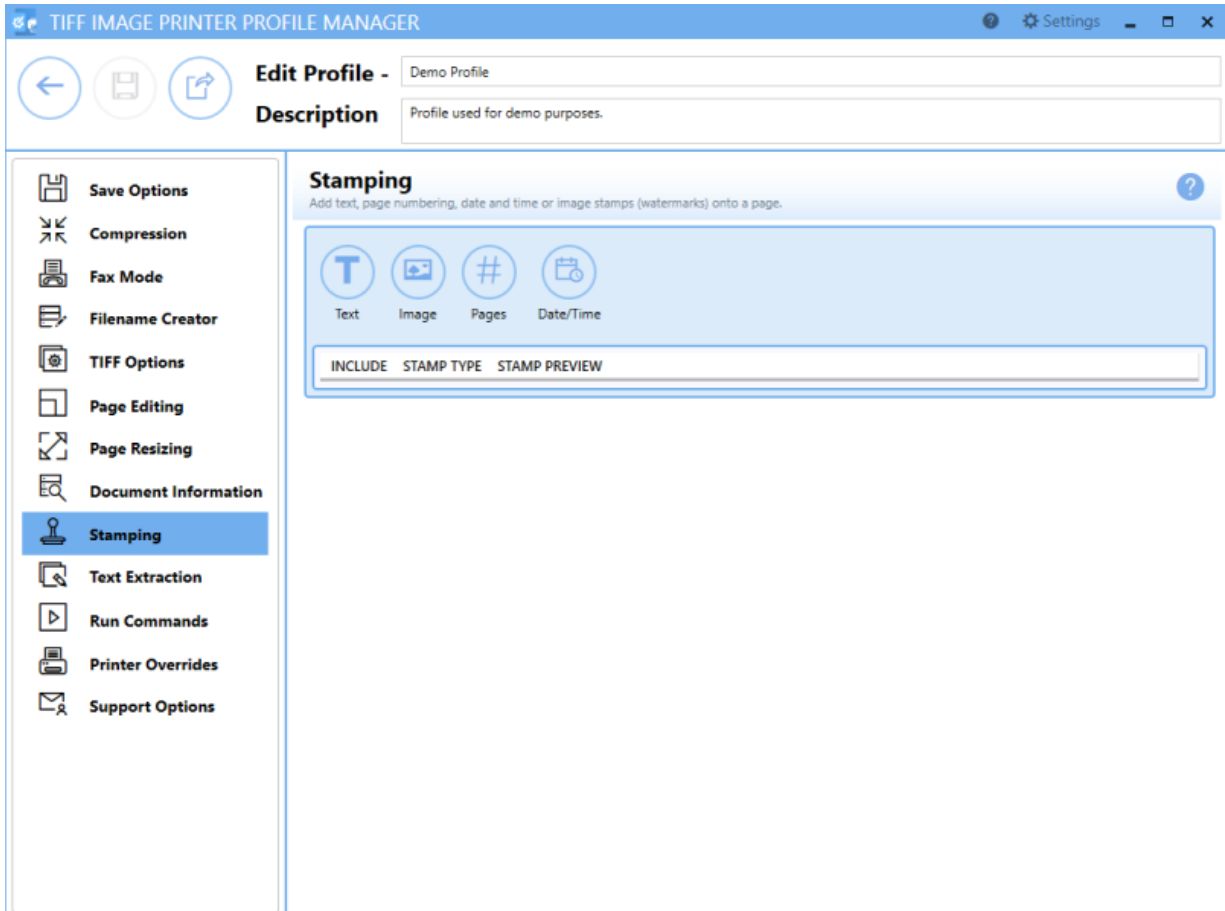 TIFF IMAGE PRINTER PROFILE MANAGER
Settings
Edit Profile - Demo Profile
Description Profile used for demo purposes.
Save Options
Compression
Fax Mode
Filename Creator
TIFF Options
Page Editing
Page Resizing
Document Information
Stamping
Text Extraction
Run Commands
Printer Overrides
Support Options
Stamping
Add text, page numbering, date and time or image stamps (watermarks) onto a page.
Text Image Pages Date/Time
INCLUDE STAMP TYPE STAMP PREVIEW